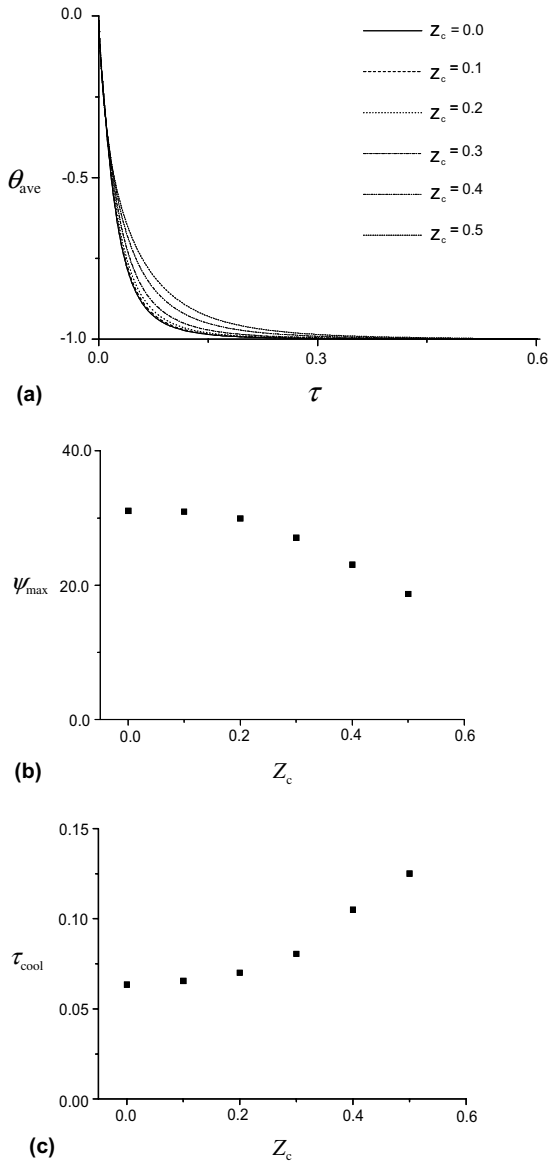 0.0
Z_c = 0.0
Z_c = 0.1
Z_c = 0.2
Z_c = 0.3
Z_c = 0.4
Z_c = 0.5
θ_ave
-0.5
-1.0
0.0 0.3 0.6
(a) τ
40.0
ψ_max
20.0
0.0
0.0 0.2 0.4 0.6
(b) Z_c
0.15
0.10
τ_cool
0.05
0.00
0.0 0.2 0.4 0.6
(c) Z_c